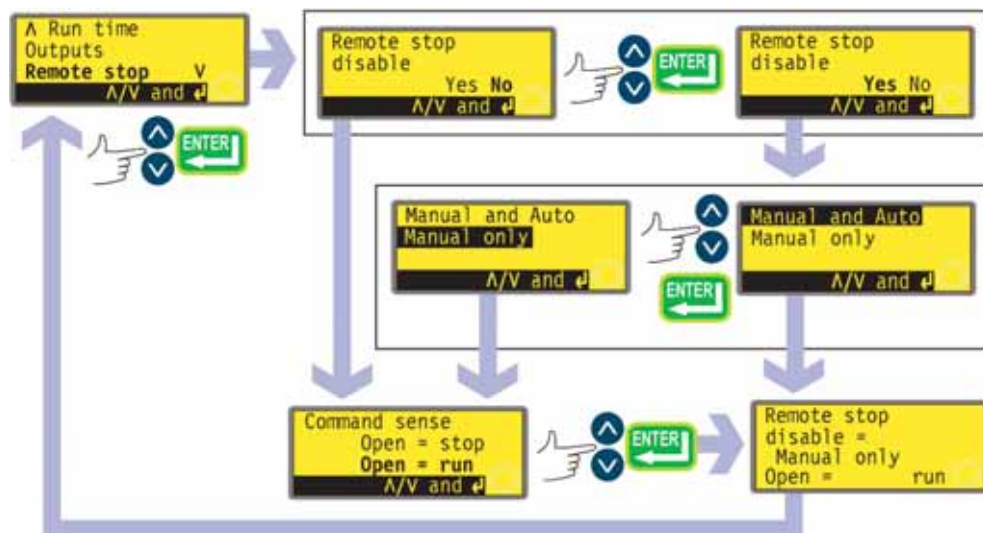 Λ Run time
Outputs
Remote stop V
Λ/V and ↲
ENTER
Remote stop
disable
Yes No
Λ/V and ↲
ENTER
Remote stop
disable
Yes No
Λ/V and ↲
Manual and Auto
Manual only
Λ/V and ↲
ENTER
Manual and Auto
Manual only
Λ/V and ↲
Command sense
Open = stop
Open = run
Λ/V and ↲
ENTER
Remote stop
disable =
Manual only
Open = run